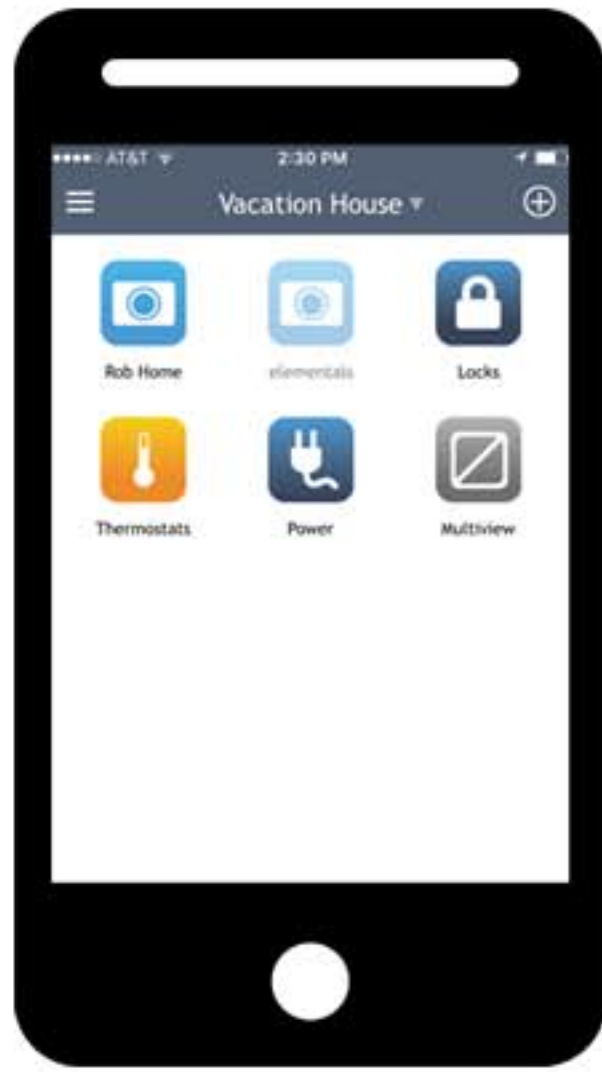 AT&T 2:30 PM
Vacation House
Rob Home elementals Locks
Thermostats Power Multiview